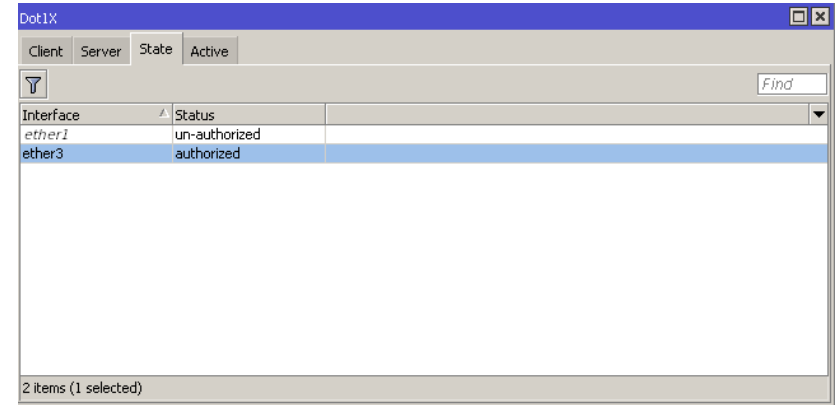 Dot1X
Client Server State Active
Find
Interface Status
ether1 un-authorized
ether3 authorized
2 items (1 selected)